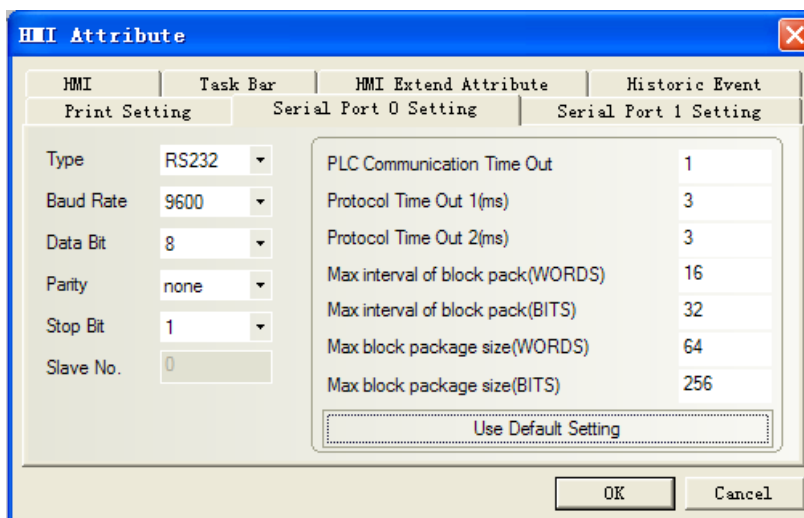 HMI Attribute
HMI Task Bar HMI Extend Attribute Historic Event
Print Setting Serial Port 0 Setting Serial Port 1 Setting
Type RS232
Baud Rate 9600
Data Bit 8
Parity none
Stop Bit 1
Slave No. 0
PLC Communication Time Out 1
Protocol Time Out 1(ms) 3
Protocol Time Out 2(ms) 3
Max interval of block pack(WORDS) 16
Max interval of block pack(BITS) 32
Max block package size(WORDS) 64
Max block package size(BITS) 256
Use Default Setting
OK Cancel